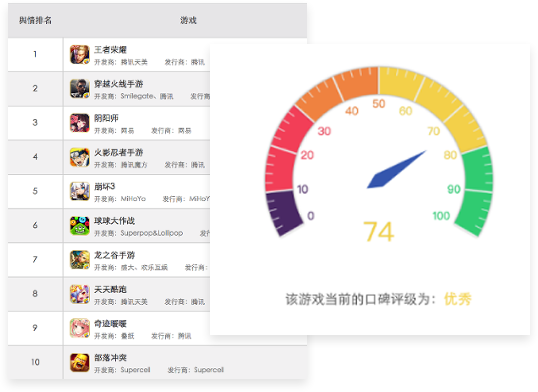 舆情排名 游戏
1 王者荣耀
开发商：腾讯天美 发行商：腾讯
2 穿越火线手游
开发商：Smilegate、腾讯 发行商
3 阴阳师
开发商：网易 发行商：网易
4 火影忍者手游
开发商：腾讯魔方 发行商：腾讯
5 崩坏3
开发商：MiHoYo 发行商：MiHoY
6 球球大作战
开发商：Superpop&Lollipop
7 龙之谷手游
开发商：盛大、欢乐互娱 发行商：
8 天天酷跑
开发商：腾讯天美 发行商：腾讯
9 奇迹暖暖
开发商：叠纸 发行商：腾讯
10 部落冲突
开发商：Supercell 发行商：Supercell
0
10
20
30
40
50
60
70
80
90
100
74
该游戏当前的口碑评级为：优秀